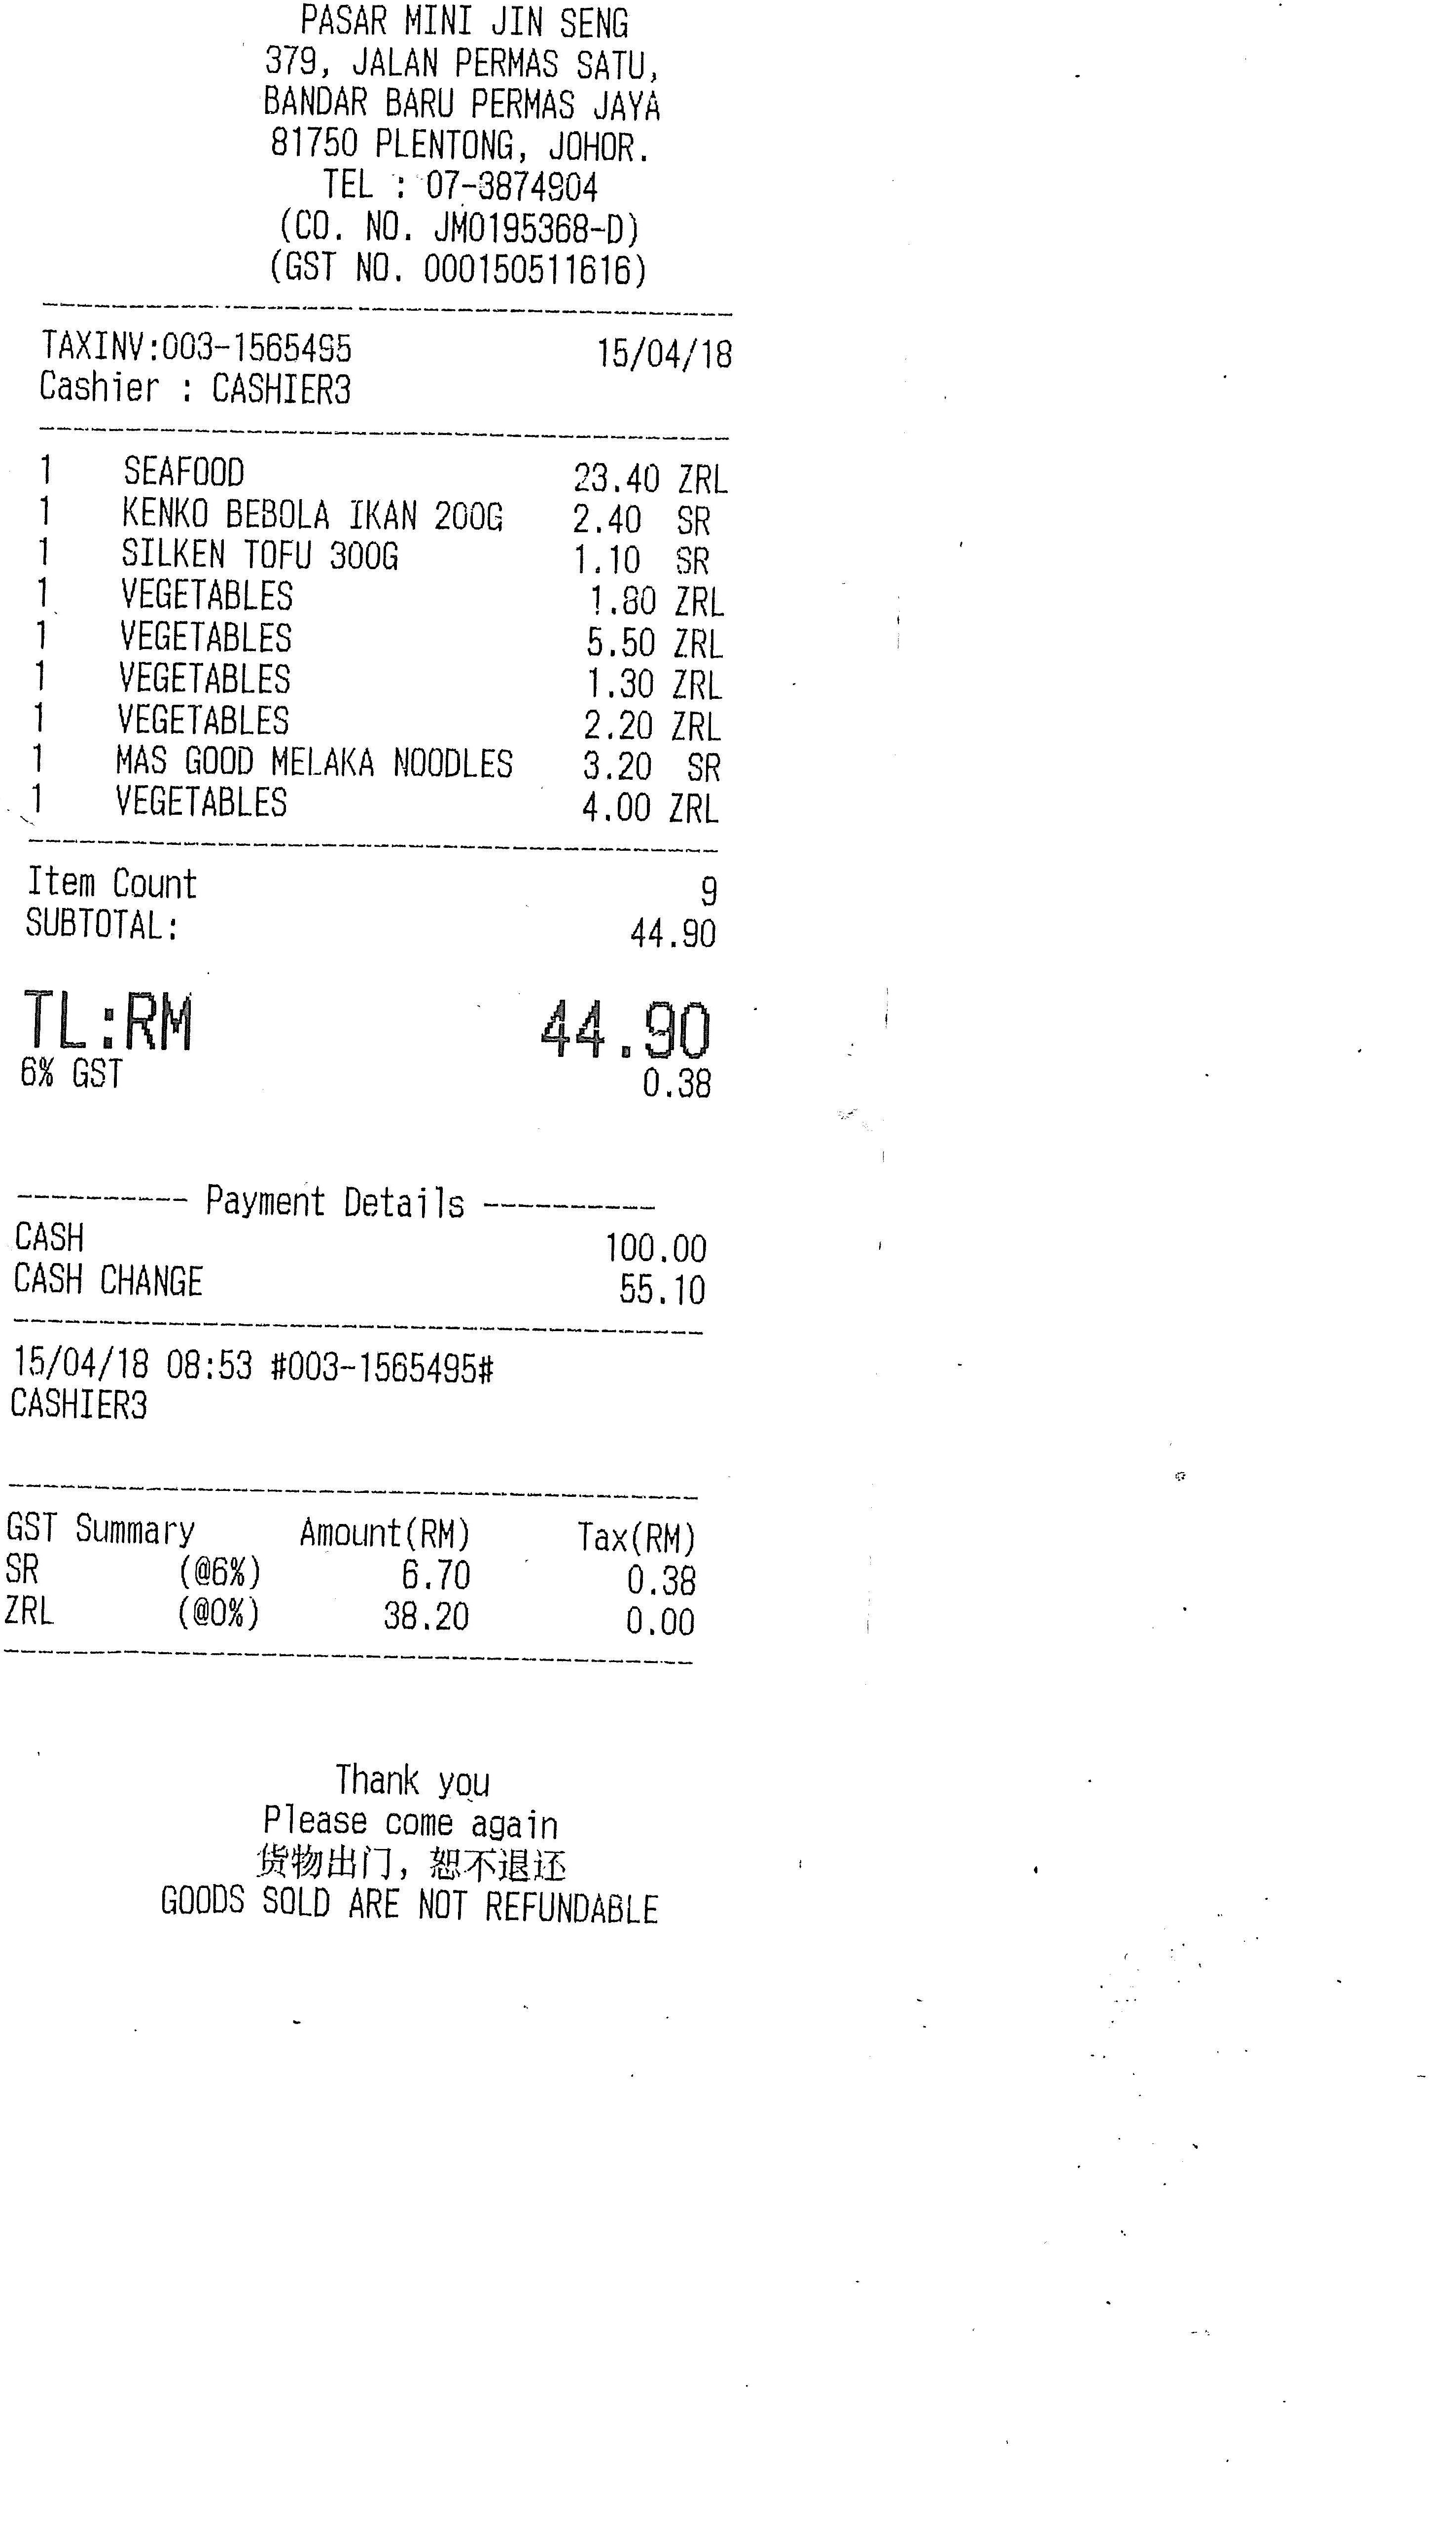 PASAR MINI JIN SENG
379, JALAN PERMAS SATU,
BANDAR BARU PERMAS JAYA
81750 PLENTONG, JOHOR.
TEL : 07-3874904
(CO. NO. JM0195368-D)
(GST NO. 000150511616)
TAXINV:003-1565495 15/04/18
Cashier : CASHIER3
1 SEAFOOD 23.40 ZRL
1 KENKO BEBOLA IKAN 200G 2.40 SR
1 SILKEN TOFU 300G 1.10 SR
1 VEGETABLES 1.80 ZRL
1 VEGETABLES 5.50 ZRL
1 VEGETABLES 1.30 ZRL
1 VEGETABLES 2.20 ZRL
1 MAS GOOD MELAKA NOODLES 3.20 SR
1 VEGETABLES 4.00 ZRL
Item Count 9
SUBTOTAL: 44.90
TL:RM 44.90
6% GST 0.38
---------- Payment Details ----------
CASH 100.00
CASH CHANGE 55.10
15/04/18 08:53 #003-1565495#
CASHIER3
GST Summary Amount(RM) Tax(RM)
SR (@6%) 6.70 0.38
ZRL (@0%) 38.20 0.00
Thank you
Please come again
货物出门，恕不退还
GOODS SOLD ARE NOT REFUNDABLE